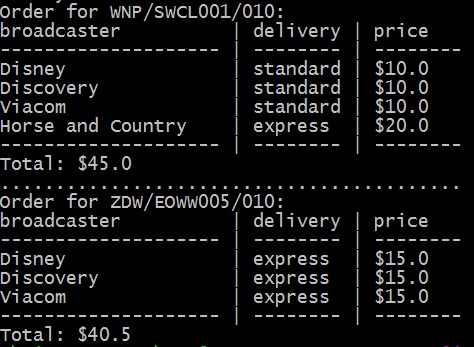 Order for WNP/SWCL001/010:
broadcaster | delivery | price
-------------------- | -------- | --------
Disney | standard | $10.0
Discovery | standard | $10.0
Viacom | standard | $10.0
Horse and Country | express | $20.0
-------------------- | -------- | --------
Total: $45.0
..........................................
Order for ZDW/EOWW005/010:
broadcaster | delivery | price
-------------------- | -------- | --------
Disney | express | $15.0
Discovery | express | $15.0
Viacom | express | $15.0
-------------------- | -------- | --------
Total: $40.5